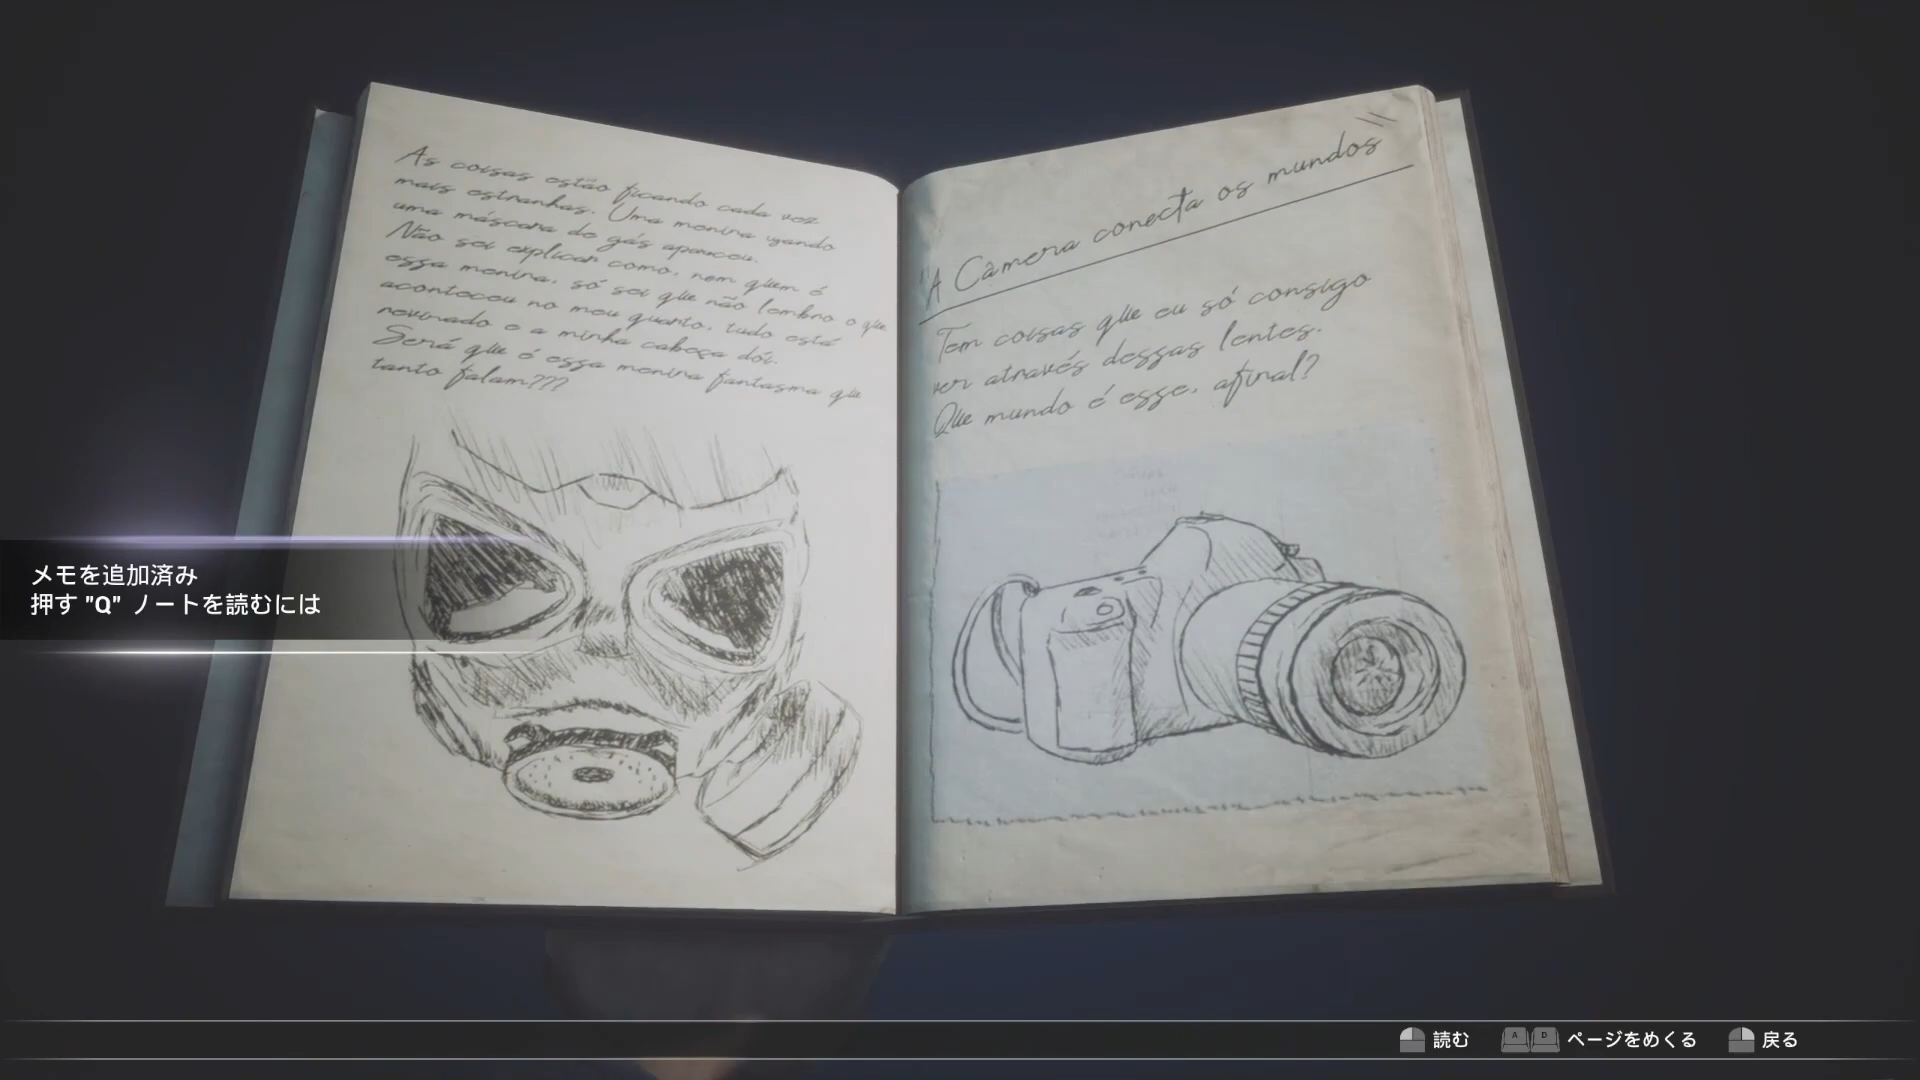 As coisas estão ficando cada vez
mais estranhas. Uma menina usando
uma máscara de gás apareceu.
Não sei explicar como, nem quem é
essa menina, só sei que não lembro o que
aconteceu no meu quarto, tudo está
revirado e a minha cabeça dói.
Será que é essa menina fantasma que
tanto falam???
"A Câmera conecta os mundos"
Tem coisas que eu só consigo
ver através dessas lentes.
Que mundo é esse, afinal?
メモを追加済み
押す "Q" ノートを読むには
読む
A D ページをめくる
戻る